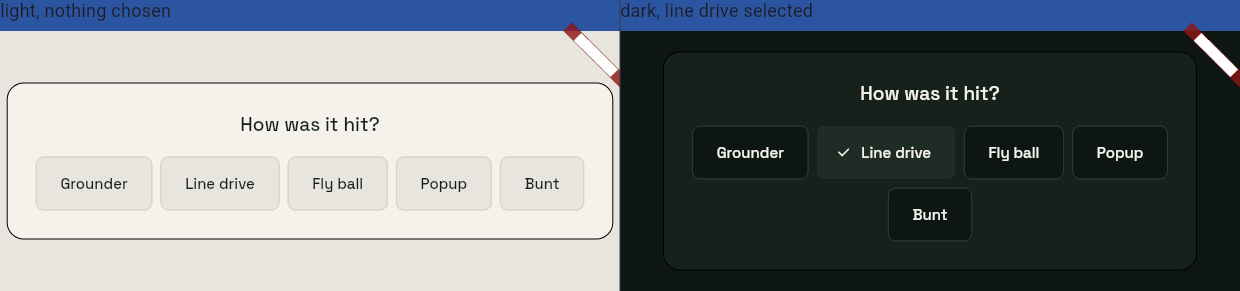 light, nothing chosen
How was it hit?
Grounder Line drive Fly ball Popup Bunt
dark, line drive selected
How was it hit?
Grounder Line drive Fly ball Popup
Bunt